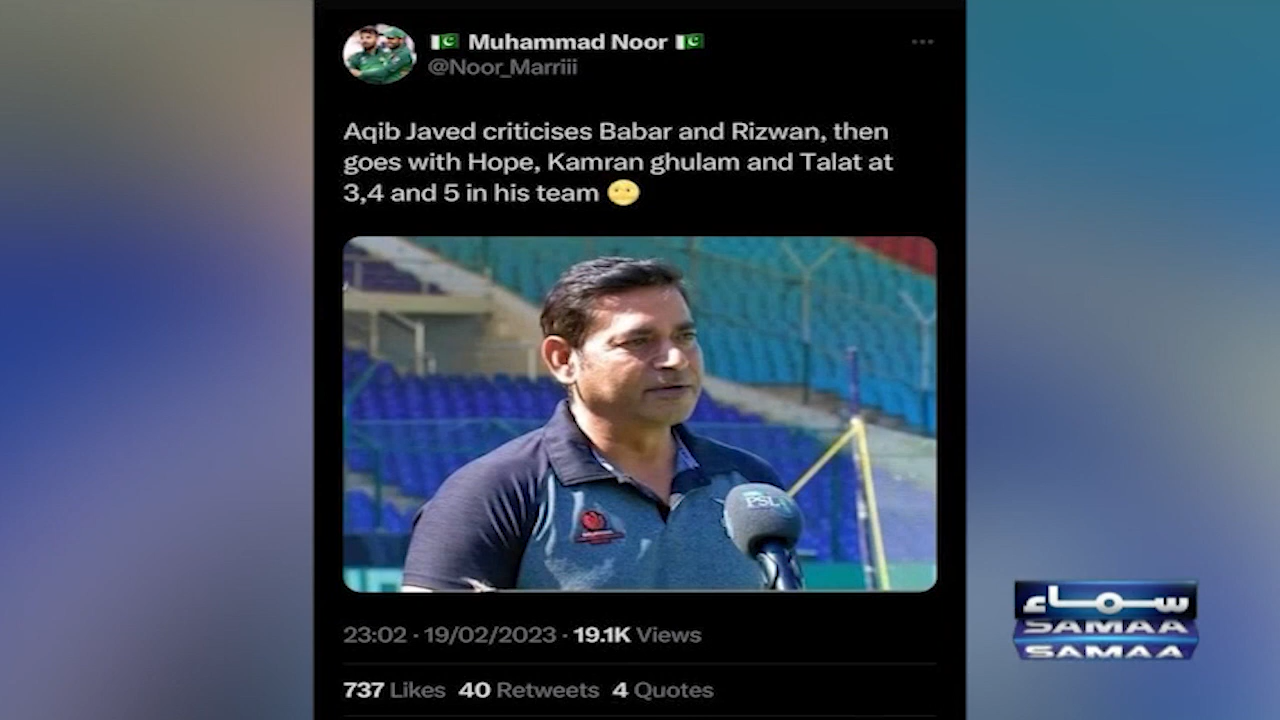 🇵🇰 Muhammad Noor 🇵🇰
@Noor_Marriii
Aqib Javed criticises Babar and Rizwan, then
goes with Hope, Kamran ghulam and Talat at
3,4 and 5 in his team 😬
PSL
23:02 · 19/02/2023 · 19.1K Views
737 Likes 40 Retweets 4 Quotes
سماء
SAMAA
SAMAA